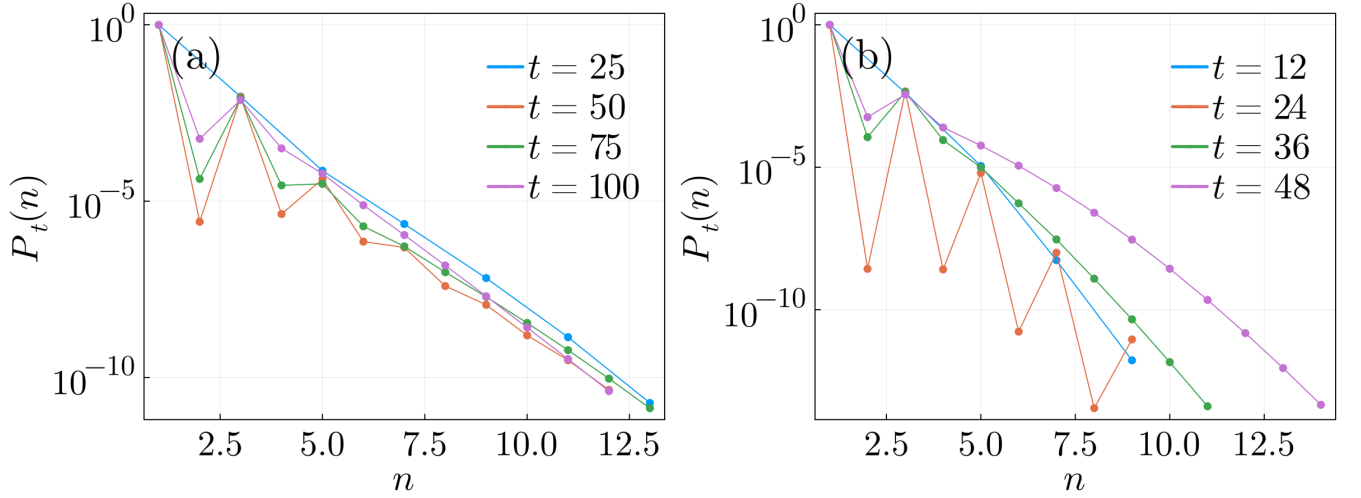 (a)
P_t(n)
10^0
10^{-5}
10^{-10}
t = 25
t = 50
t = 75
t = 100
2.5 5.0 7.5 10.0 12.5
n
(b)
P_t(n)
10^0
10^{-5}
10^{-10}
t = 12
t = 24
t = 36
t = 48
2.5 5.0 7.5 10.0 12.5
n